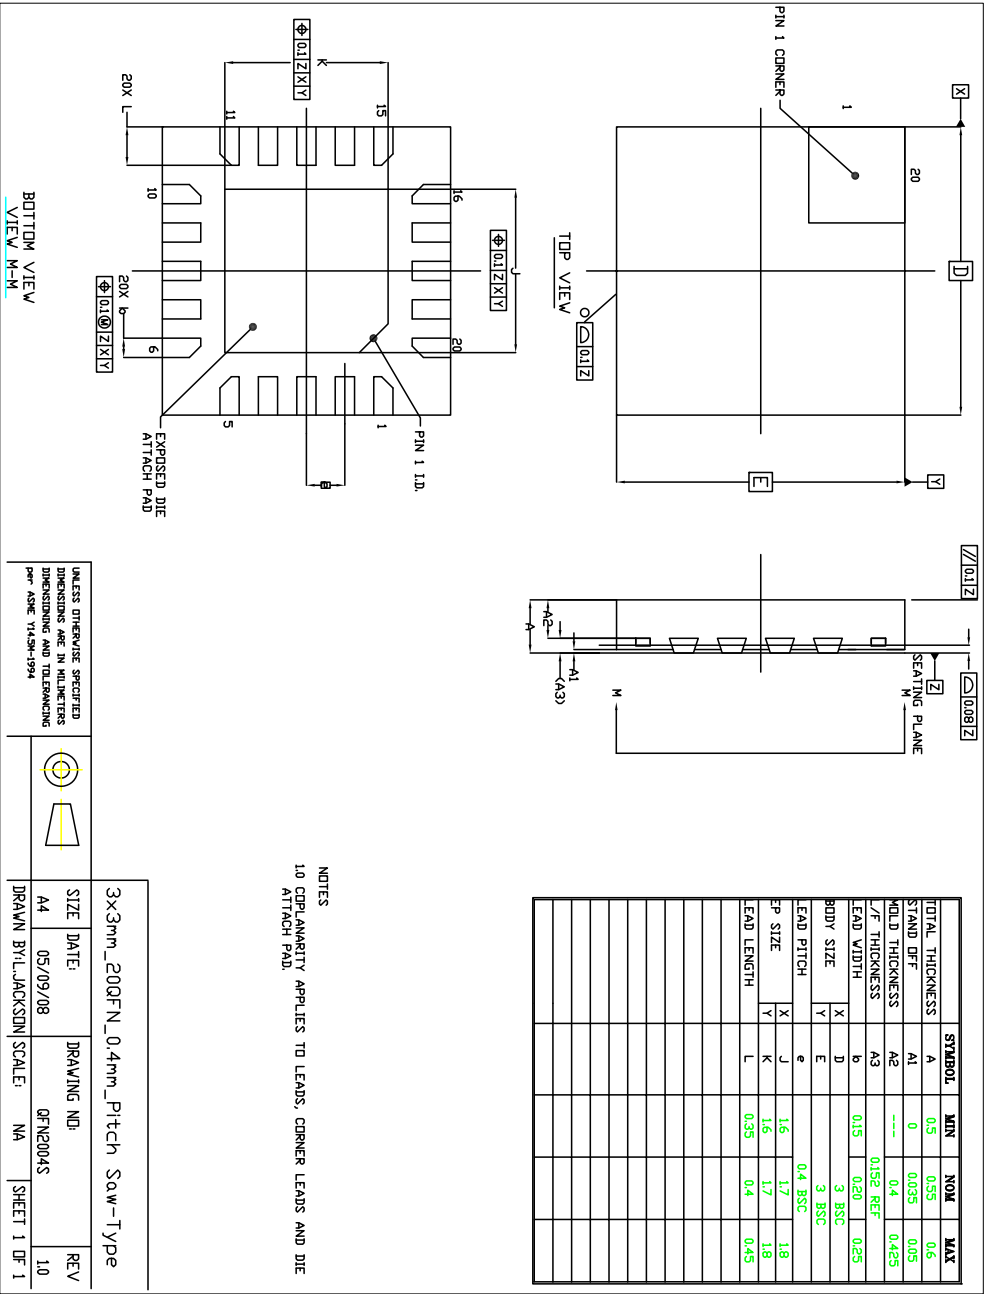 X
PIN 1 CORNER
1
20
D
TOP VIEW
0.1 Z
E
Y
// 0.1 Z
0.08 Z
Z
SEATING PLANE
A2
A
A1
(A3)
M
M
0.1 Z X Y
K
20X L
11
15
10
16
0.1 Z X Y
J
20X b
0.1 Ⓜ Z X Y
6
20
5
1
PIN 1 I.D.
e
EXPOSED DIE
ATTACH PAD
BOTTOM VIEW
VIEW M-M
SYMBOL MIN NOM MAX
TOTAL THICKNESS A 0.5 0.55 0.6
STAND OFF A1 0 0.035 0.05
MOLD THICKNESS A2 --- 0.4 0.425
L/F THICKNESS A3 0.152 REF
LEAD WIDTH b 0.15 0.20 0.25
BODY SIZE X D 3 BSC
Y E 3 BSC
LEAD PITCH e 0.4 BSC
EP SIZE X J 1.6 1.7 1.8
Y K 1.6 1.7 1.8
LEAD LENGTH L 0.35 0.4 0.45
NOTES
1.0 COPLANARITY APPLIES TO LEADS, CORNER LEADS AND DIE
ATTACH PAD.
UNLESS OTHERWISE SPECIFIED
DIMENSIONS ARE IN MILIMETERS
DIMENSIONING AND TOLERANCING
per ASME Y14.5M-1994
3x3mm_20QFN_0.4mm_Pitch Saw-Type
SIZE DATE: DRAWING NO: REV
A4 05/09/08 QFN2004S 1.0
DRAWN BY:L.JACKSON SCALE: NA SHEET 1 OF 1